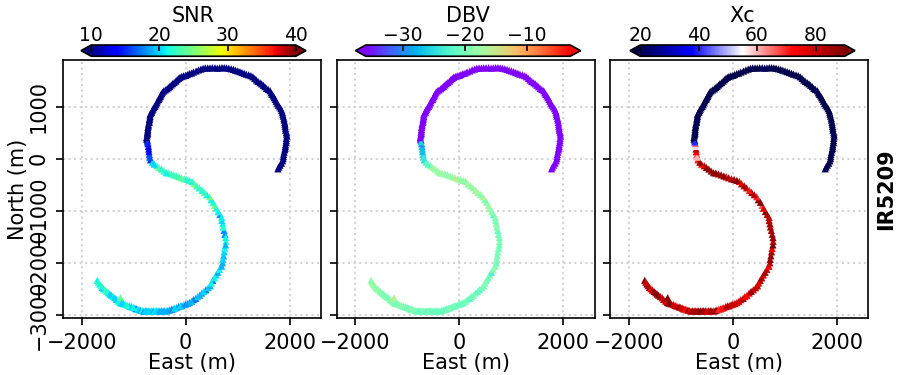 SNR DBV Xc
10 20 30 40 −30 −20 −10 20 40 60 80
North (m)
1000
0
−1000
−2000
−3000
IR5209
−2000 0 2000 −2000 0 2000 −2000 0 2000
East (m) East (m) East (m)